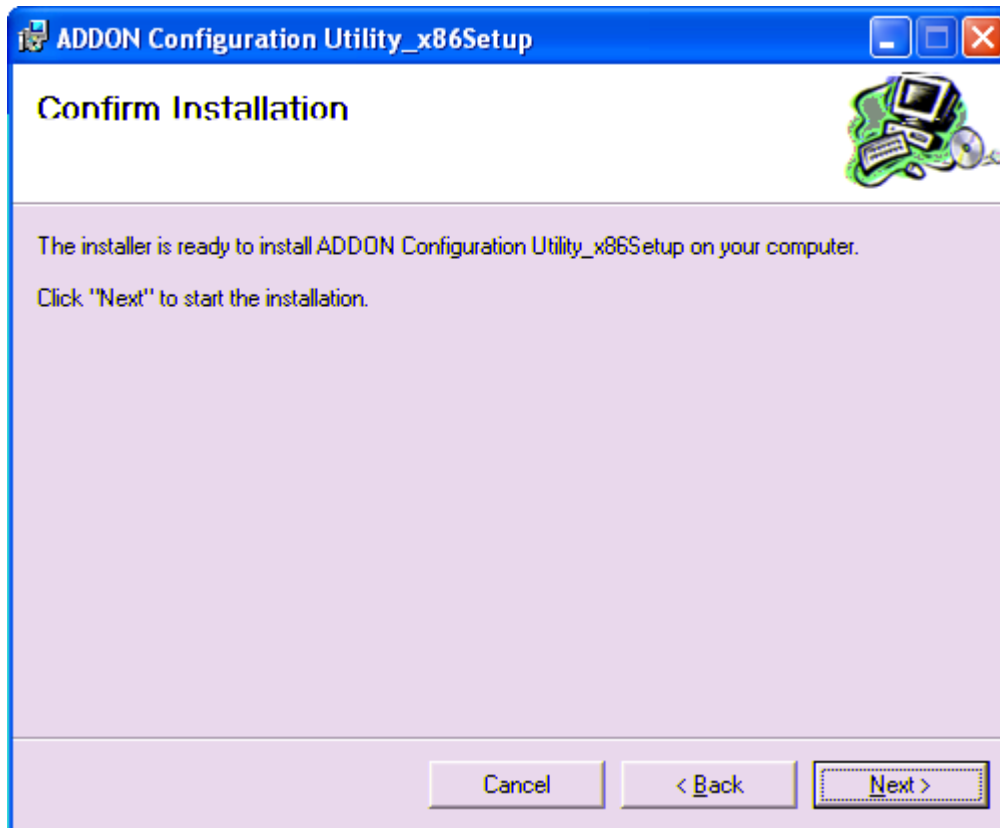 ADDON Configuration Utility_x86Setup
Confirm Installation
The installer is ready to install ADDON Configuration Utility_x86Setup on your computer.
Click "Next" to start the installation.
Cancel
< Back
Next >